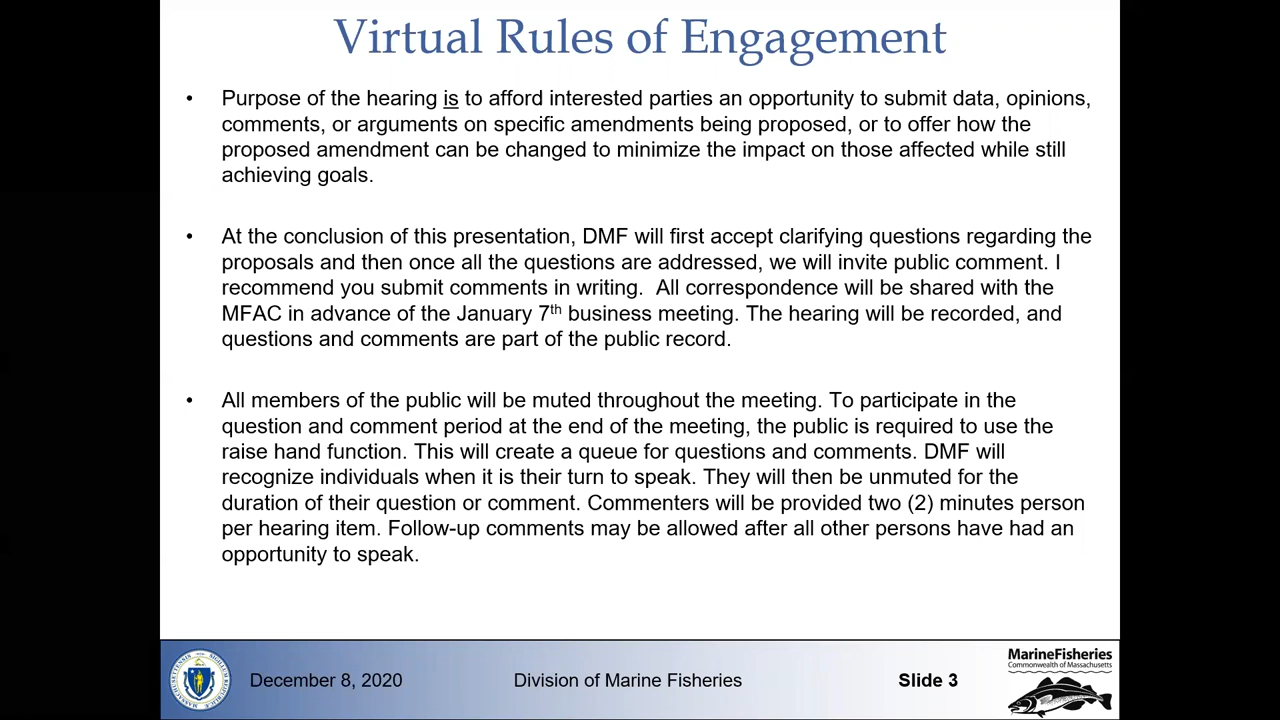 Virtual Rules of Engagement
• Purpose of the hearing is to afford interested parties an opportunity to submit data, opinions,
comments, or arguments on specific amendments being proposed, or to offer how the
proposed amendment can be changed to minimize the impact on those affected while still
achieving goals.
• At the conclusion of this presentation, DMF will first accept clarifying questions regarding the
proposals and then once all the questions are addressed, we will invite public comment. I
recommend you submit comments in writing.  All correspondence will be shared with the
MFAC in advance of the January 7th business meeting. The hearing will be recorded, and
questions and comments are part of the public record.
• All members of the public will be muted throughout the meeting. To participate in the
question and comment period at the end of the meeting, the public is required to use the
raise hand function. This will create a queue for questions and comments. DMF will
recognize individuals when it is their turn to speak. They will then be unmuted for the
duration of their question or comment. Commenters will be provided two (2) minutes person
per hearing item. Follow-up comments may be allowed after all other persons have had an
opportunity to speak.
December 8, 2020
Division of Marine Fisheries
Slide 3
MarineFisheries
Commonwealth of Massachusetts